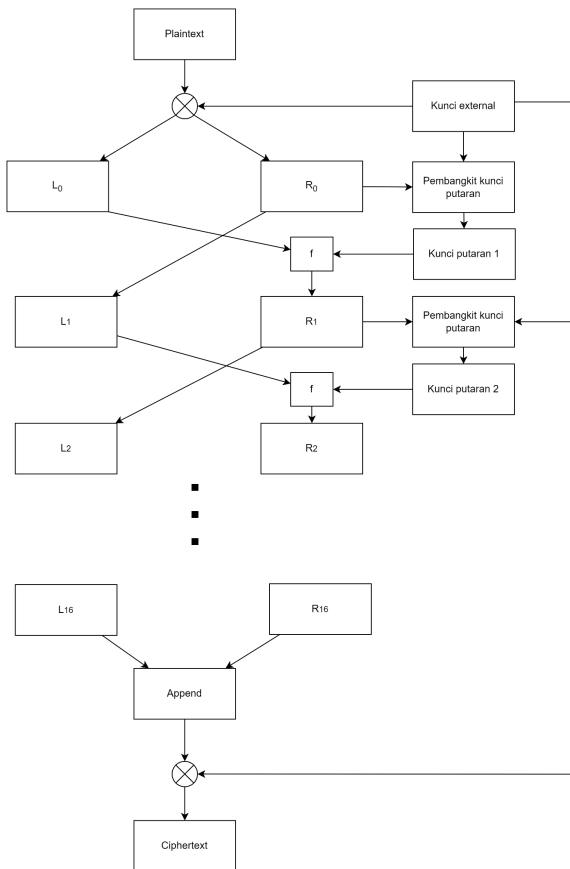 Plaintext
Kunci external
L0
R0
Pembangkit kunci
putaran
f
Kunci putaran 1
L1
R1
Pembangkit kunci
putaran
f
Kunci putaran 2
L2
R2
L16
R16
Append
Ciphertext